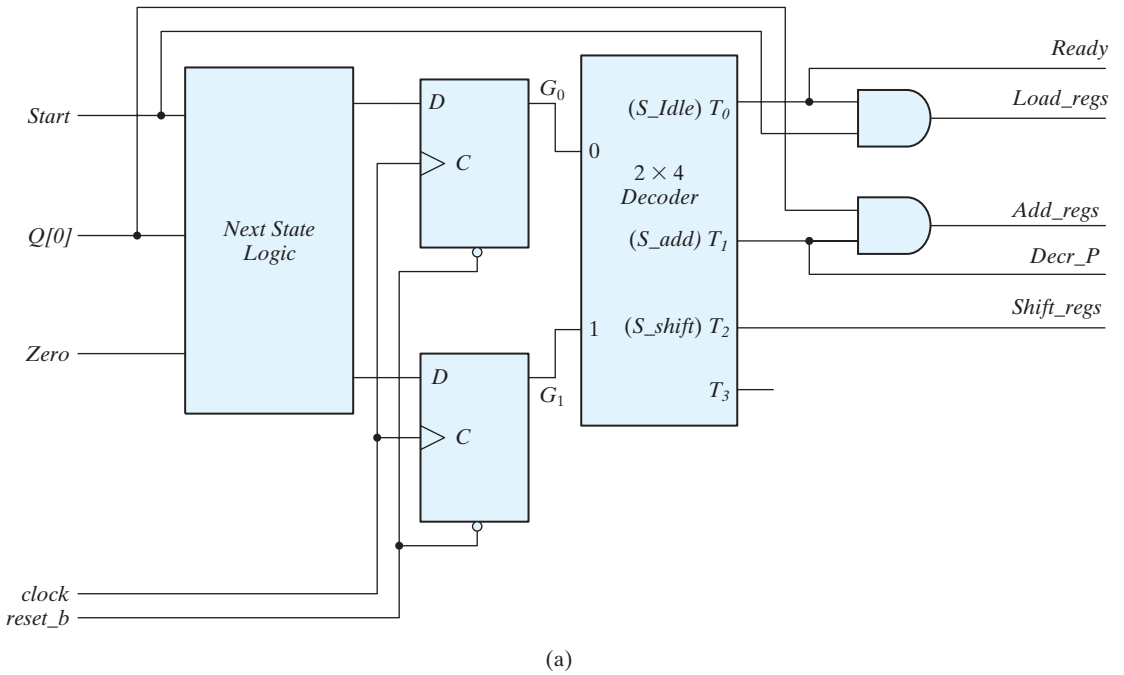 Ready
D
G0
Start
(S_Idle) T0
Load_regs
C
0
2 × 4
Decoder
Q[0]
Next State
Logic
(S_add) T1
Add_regs
Decr_P
Shift_regs
1
(S_shift) T2
Zero
D
G1
T3
C
clock
reset_b
(a)